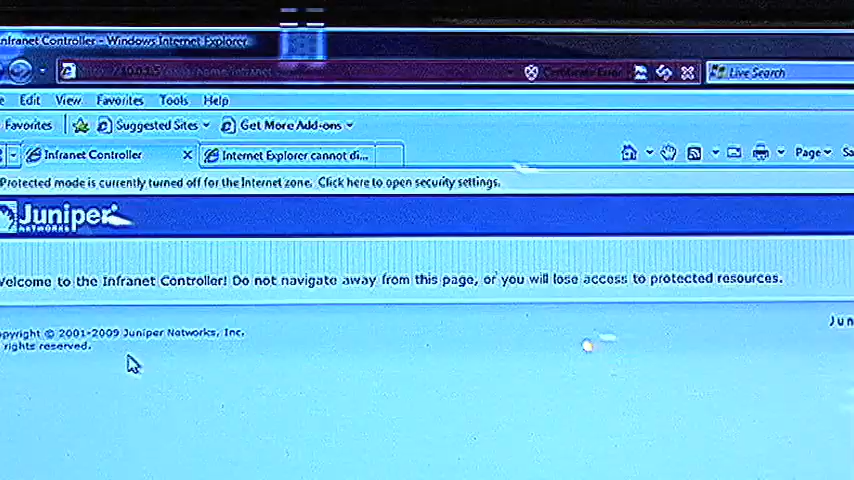 nfranet Controller - Windows Internet Explorer
Certificate Error
Live Search
Edit View Favorites Tools Help
Favorites Suggested Sites Get More Add-ons
Infranet Controller Internet Explorer cannot di... Page
Protected mode is currently turned off for the Internet zone. Click here to open security settings.
Juniper
NETWORKS
Welcome to the Infranet Controller! Do not navigate away from this page, or you will lose access to protected resources.
opyright © 2001-2009 Juniper Networks, Inc.
rights reserved.
Jun